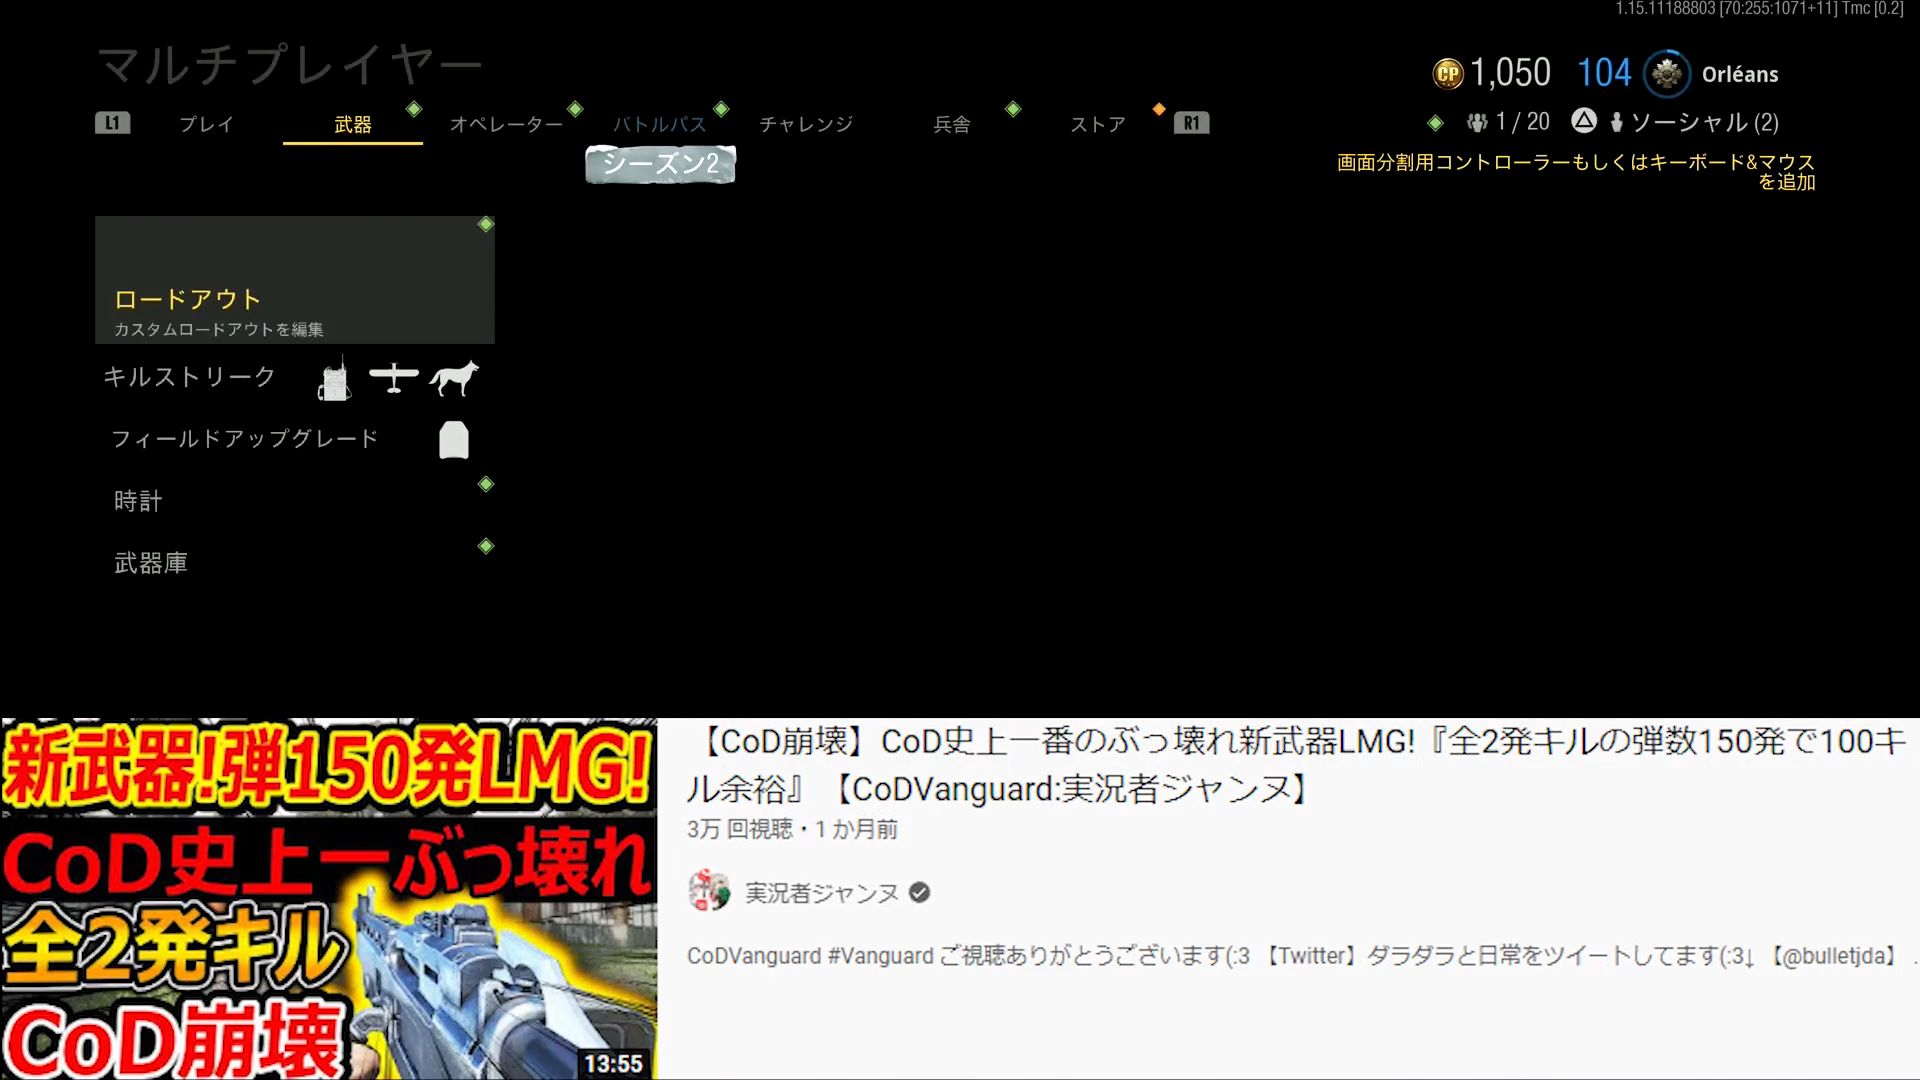 1.15.11188803 [70:255:1071+11] Tmc [0.2]
マルチプレイヤー
CP 1,050 104 Orléans
L1 プレイ 武器 オペレーター バトルパス チャレンジ 兵舎 ストア R1
1 / 20 ソーシャル (2)
シーズン2
画面分割用コントローラーもしくはキーボード&マウス
を追加
ロードアウト
カスタムロードアウトを編集
キルストリーク
フィールドアップグレード
時計
武器庫
新武器!弾150発LMG!
CoD史上一ぶっ壊れ
全2発キル
CoD崩壊
13:55
【CoD崩壊】CoD史上一番のぶっ壊れ新武器LMG!『全2発キルの弾数150発で100キ
ル余裕』【CoDVanguard:実況者ジャンヌ】
3万 回視聴・1 か月前
実況者ジャンヌ
CoDVanguard #Vanguard ご視聴ありがとうございます(:3 【Twitter】ダラダラと日常をツイートしてます(:3↓ 【@bulletjda】 ...